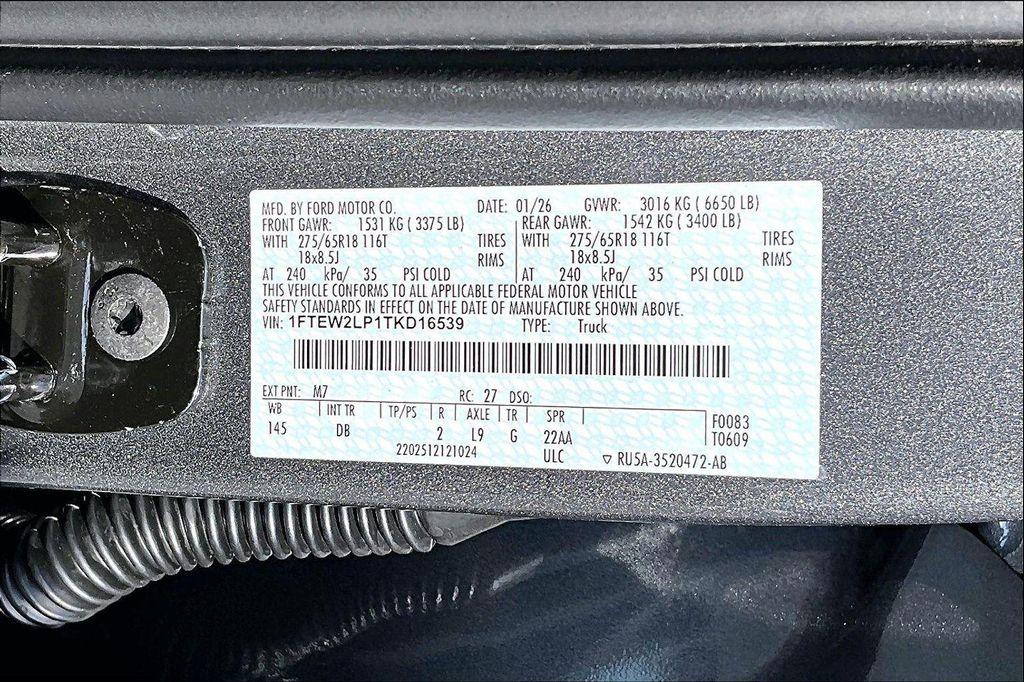 MFD. BY FORD MOTOR CO. DATE: 01/26 GVWR: 3016 KG ( 6650 LB)
FRONT GAWR: 1531 KG ( 3375 LB) REAR GAWR: 1542 KG ( 3400 LB)
WITH 275/65R18 116T TIRES WITH 275/65R18 116T TIRES
18x8.5J RIMS 18x8.5J RIMS
AT 240 kPa/ 35 PSI COLD AT 240 kPa/ 35 PSI COLD
THIS VEHICLE CONFORMS TO ALL APPLICABLE FEDERAL MOTOR VEHICLE
SAFETY STANDARDS IN EFFECT ON THE DATE OF MANUFACTURE SHOWN ABOVE.
VIN: 1FTEW2LP1TKD16539 TYPE: Truck
EXT PNT: M7 RC: 27 DSO:
WB INT TR TP/PS R AXLE TR SPR F0083
145 DB 2 L9 G 22AA T0609
2202512121024 ULC ▽ RU5A-3520472-AB